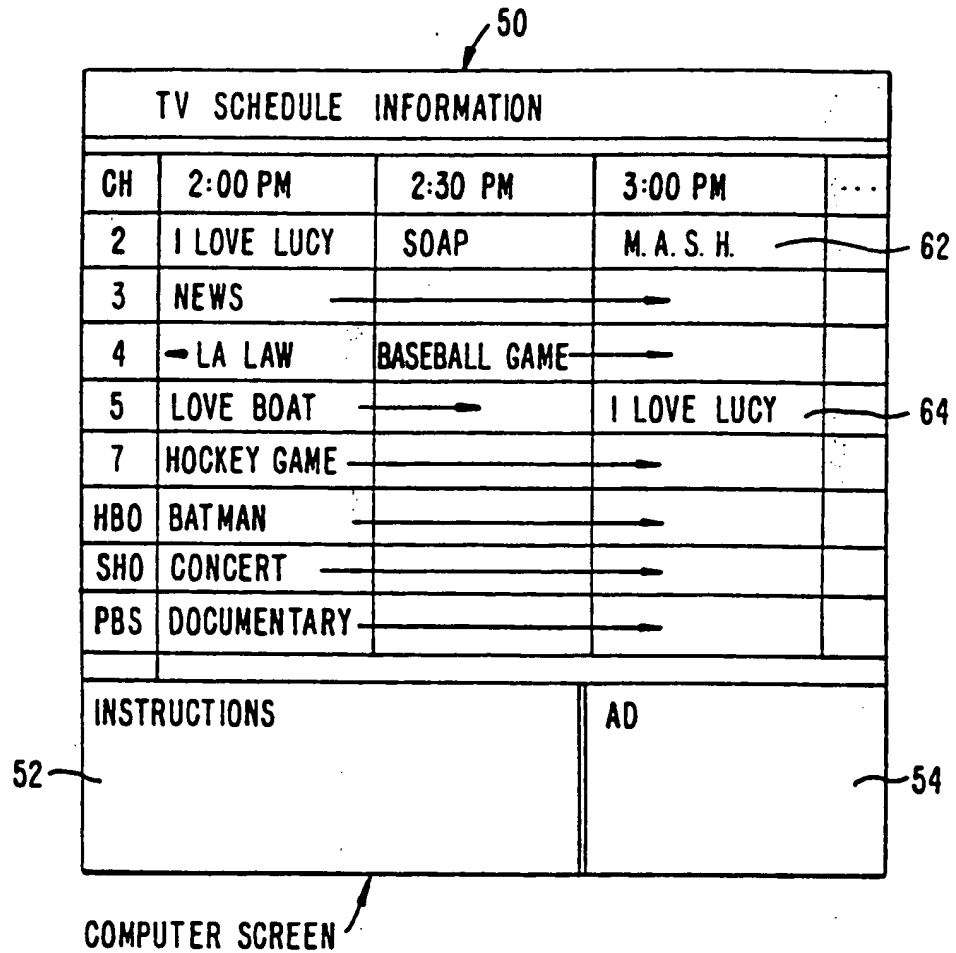 50
TV SCHEDULE INFORMATION
CH 2:00 PM 2:30 PM 3:00 PM ...
2 I LOVE LUCY SOAP M.A.S.H. 62
3 NEWS
4 LA LAW BASEBALL GAME
5 LOVE BOAT I LOVE LUCY 64
7 HOCKEY GAME
HBO BATMAN
SHO CONCERT
PBS DOCUMENTARY
INSTRUCTIONS AD
52 54
COMPUTER SCREEN